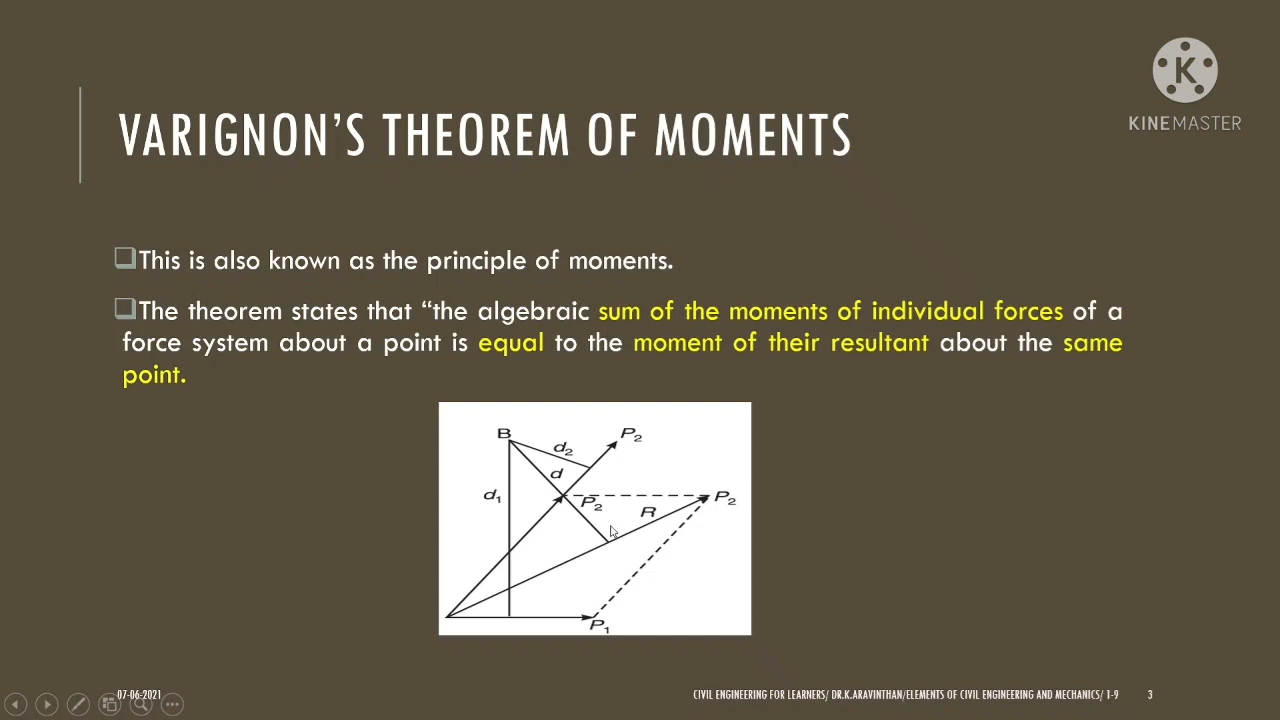 K
KINEMASTER
VARIGNON'S THEOREM OF MOMENTS
This is also known as the principle of moments.
The theorem states that “the algebraic sum of the moments of individual forces of a
force system about a point is equal to the moment of their resultant about the same
point.
B
d₂
P₂
d
d₁
P₂
P₂
R
P₁
07-06-2021
CIVIL ENGINEERING FOR LEARNERS/ DR.K.ARAVINTHAN/ELEMENTS OF CIVIL ENGINEERING AND MECHANICS/ 1-9
3